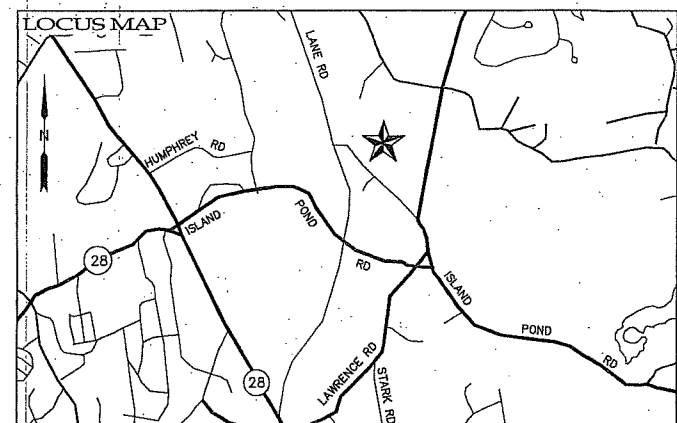 LOCUS MAP
LANE RD
N
HUMPHREY RD
ISLAND
POND
RD
28
ISLAND
POND
RD
LAWRENCE RD
28
STARK RD